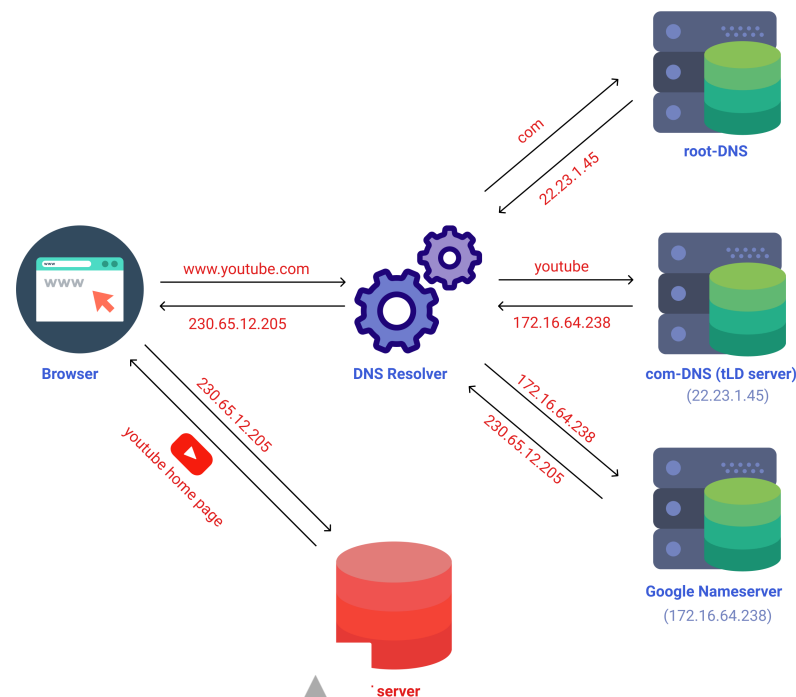 com
22.23.1.45
root-DNS
www
www
www.youtube.com
230.65.12.205
youtube
172.16.64.238
Browser
DNS Resolver
com-DNS (tLD server)
(22.23.1.45)
230.65.12.205
youtube home page
172.16.64.238
230.65.12.205
Google Nameserver
(172.16.64.238)
server